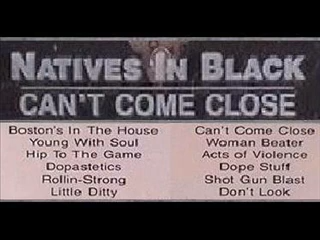 NATIVES IN BLACK
CAN'T COME CLOSE
Boston's In The House
Young With Soul
Hip To The Game
Dopastetics
Rollin-Strong
Little Ditty
Can't Come Close
Woman Beater
Acts of Violence
Dope Stuff
Shot Gun Blast
Don't Look